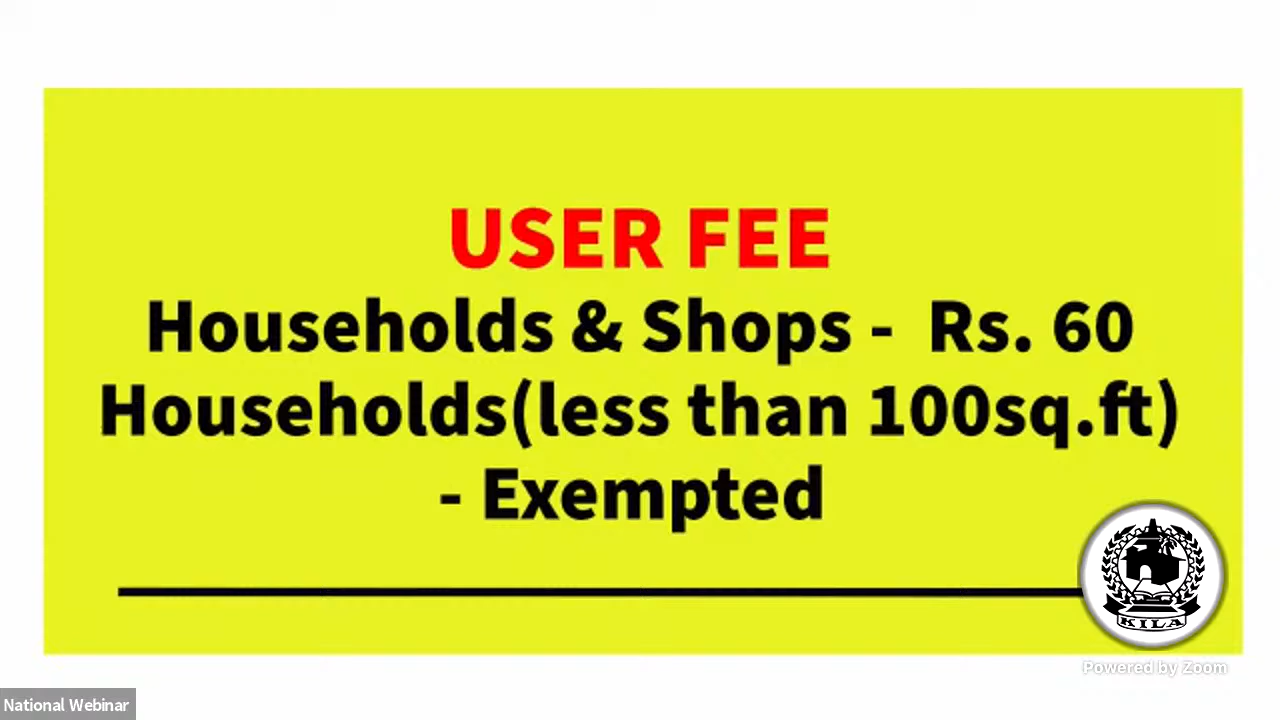 USER FEE
Households & Shops - Rs. 60
Households(less than 100sq.ft)
- Exempted
KILA
Powered by Zoom
National Webinar